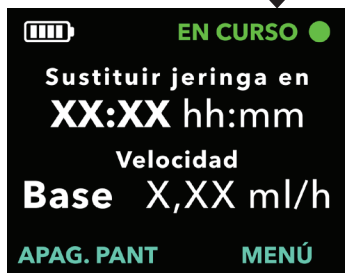 EN CURSO
Sustituir jeringa en
XX:XX hh:mm
Velocidad
Base X,XX ml/h
APAG. PANT MENÚ